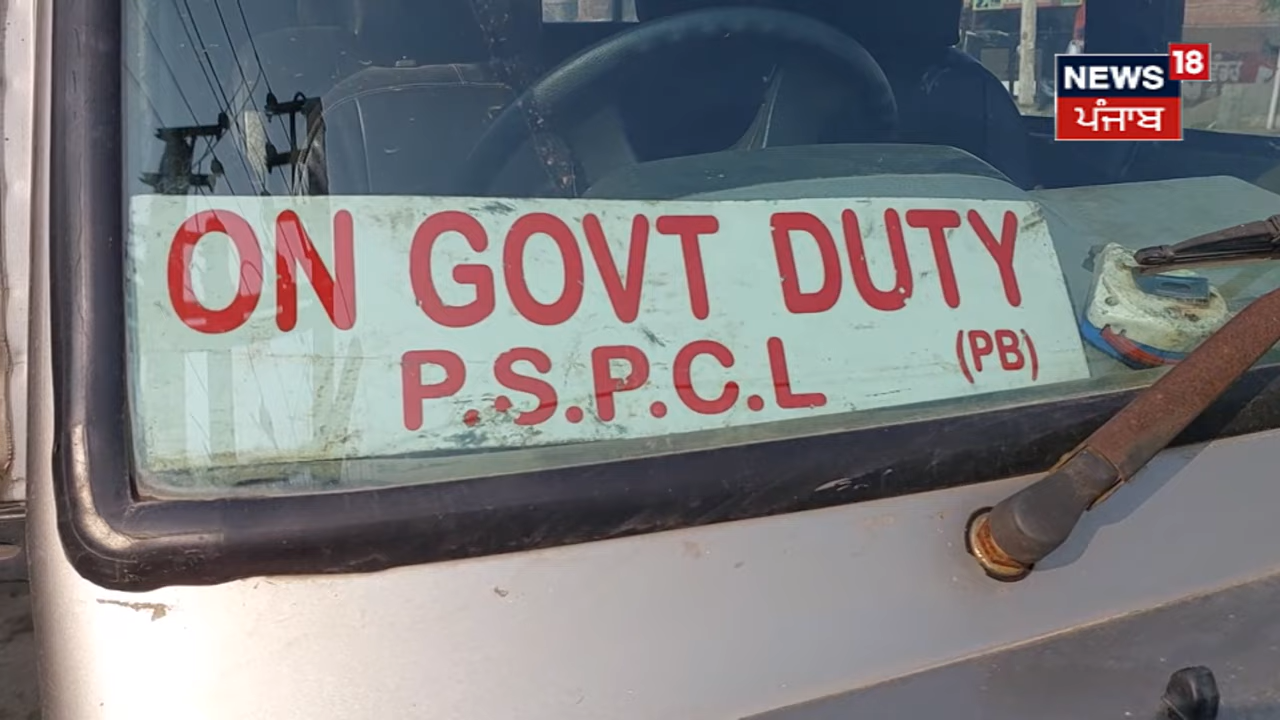 NEWS 18
ਪੰਜਾਬ
ON GOVT DUTY
P.S.P.C.L (PB)